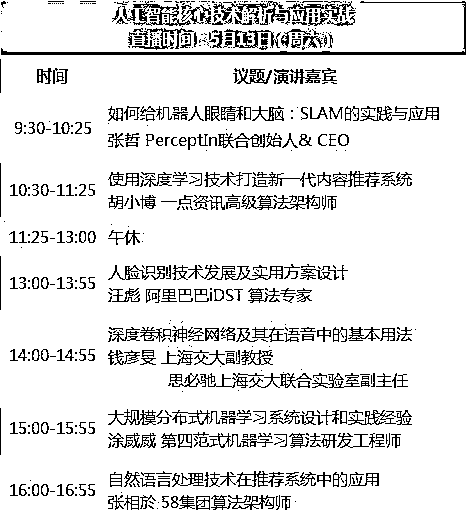 人工智能核心技术解析与应用实战
直播时间：5月13日（周六）
时间 议题/演讲嘉宾
9:30-10:25 如何给机器人眼睛和大脑：SLAM的实践与应用
张哲 PerceptIn联合创始人& CEO
10:30-11:25 使用深度学习技术打造新一代内容推荐系统
胡小博 一点资讯高级算法架构师
11:25-13:00 午休
13:00-13:55 人脸识别技术发展及实用方案设计
汪彪 阿里巴巴iDST 算法专家
14:00-14:55 深度卷积神经网络及其在语音中的基本用法
钱彦旻 上海交大副教授
思必驰上海交大联合实验室副主任
15:00-15:55 大规模分布式机器学习系统设计和实践经验
涂威威 第四范式机器学习算法研发工程师
16:00-16:55 自然语言处理技术在推荐系统中的应用
张相於 58集团算法架构师